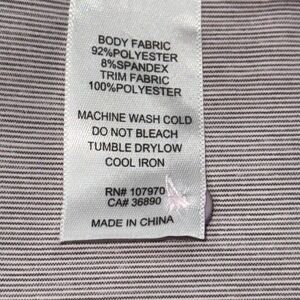 BODY FABRIC
92%POLYESTER
8%SPANDEX
TRIM FABRIC
100%POLYESTER
MACHINE WASH COLD
DO NOT BLEACH
TUMBLE DRYLOW
COOL IRON
RN# 107970
CA# 36890
MADE IN CHINA